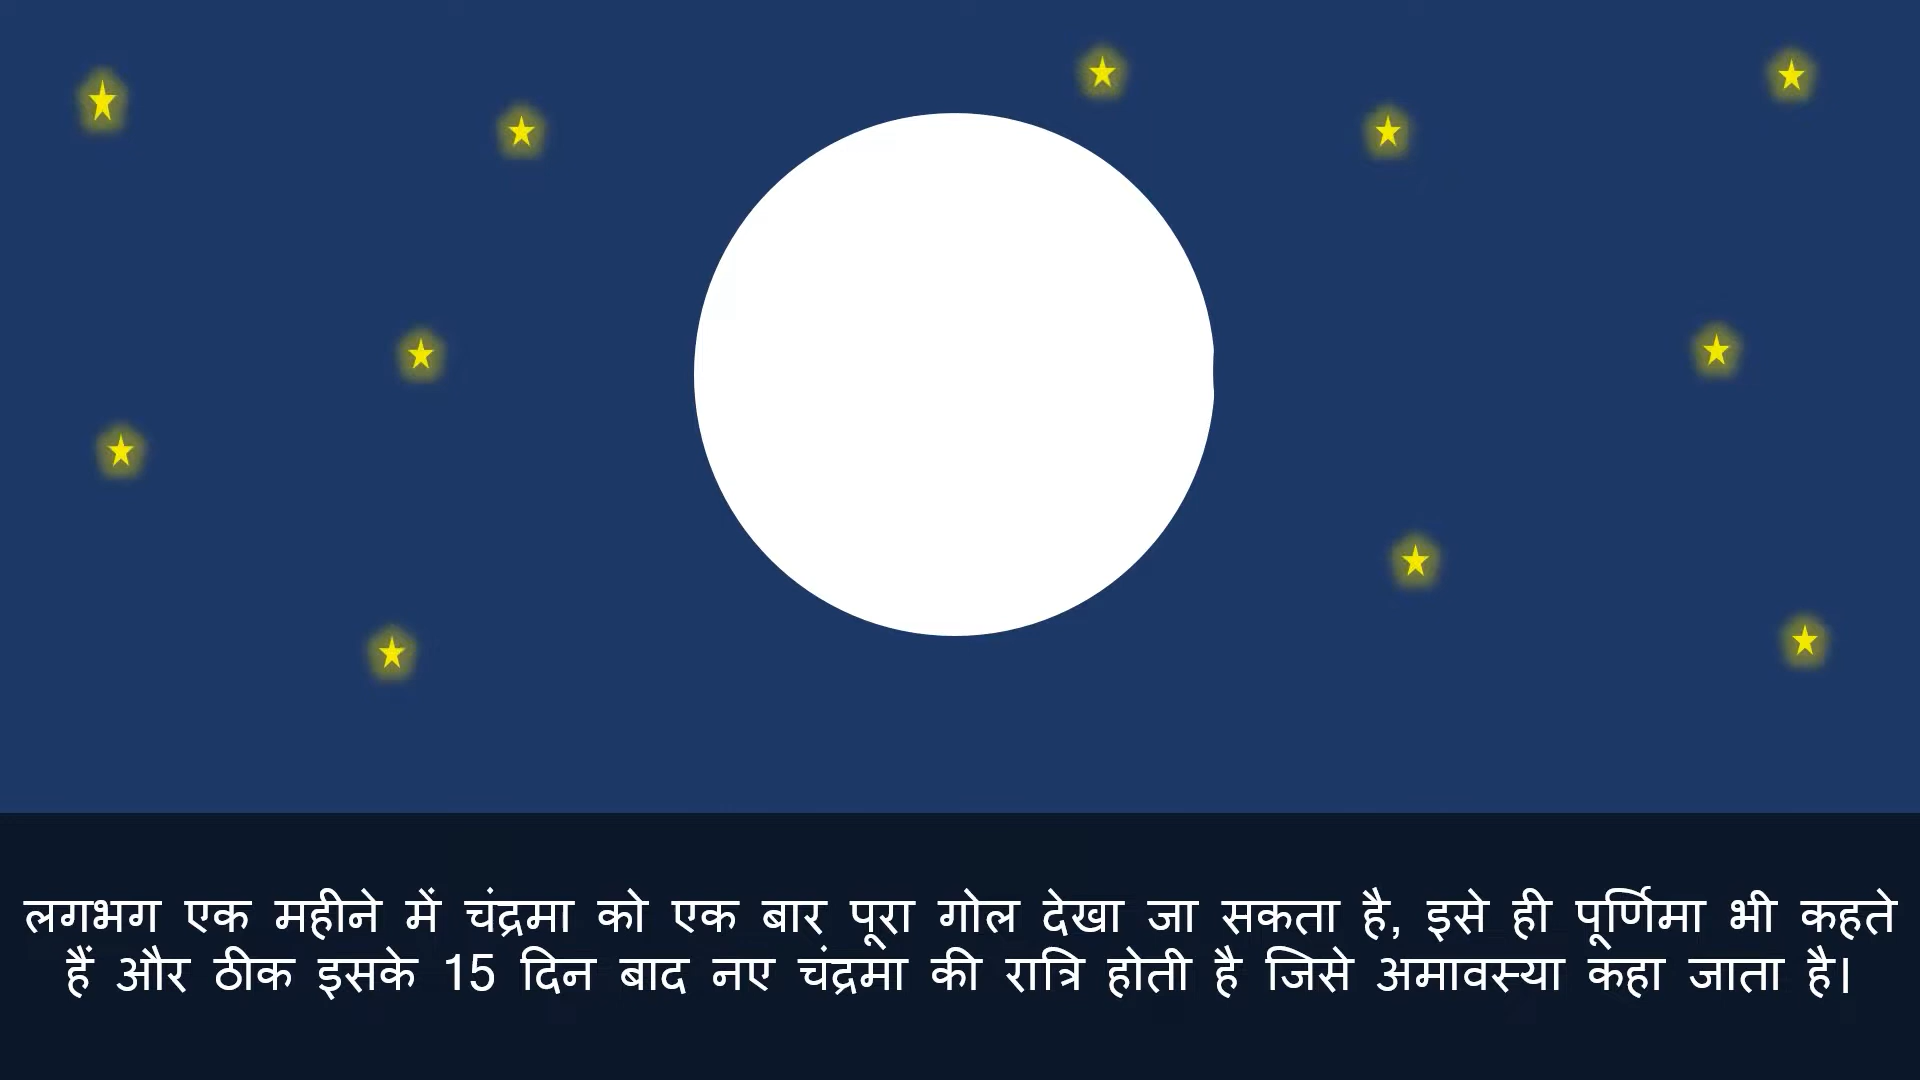 लगभग एक महीने में चंद्रमा को एक बार पूरा गोल देखा जा सकता है, इसे ही पूर्णिमा भी कहते
हैं और ठीक इसके 15 दिन बाद नए चंद्रमा की रात्रि होती है जिसे अमावस्या कहा जाता है।